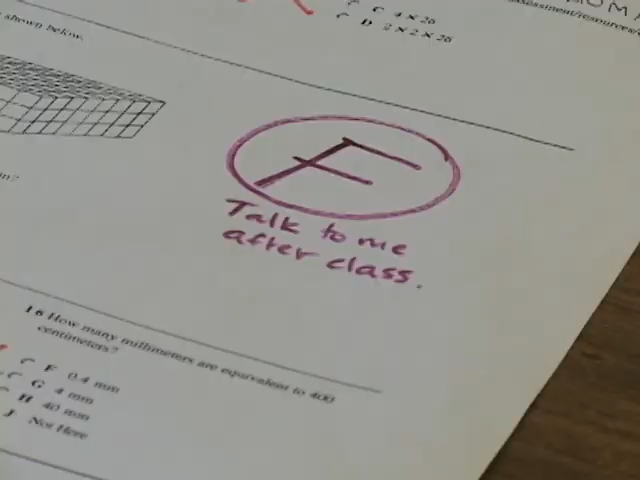 C 4 X 26
D 2 X 2 X 26
shown below.
F
Talk to me
after class.
16 How many millimeters are equivalent to 400
centimeters?
F 0.4 mm
G 4 mm
H 40 mm
J Not Here